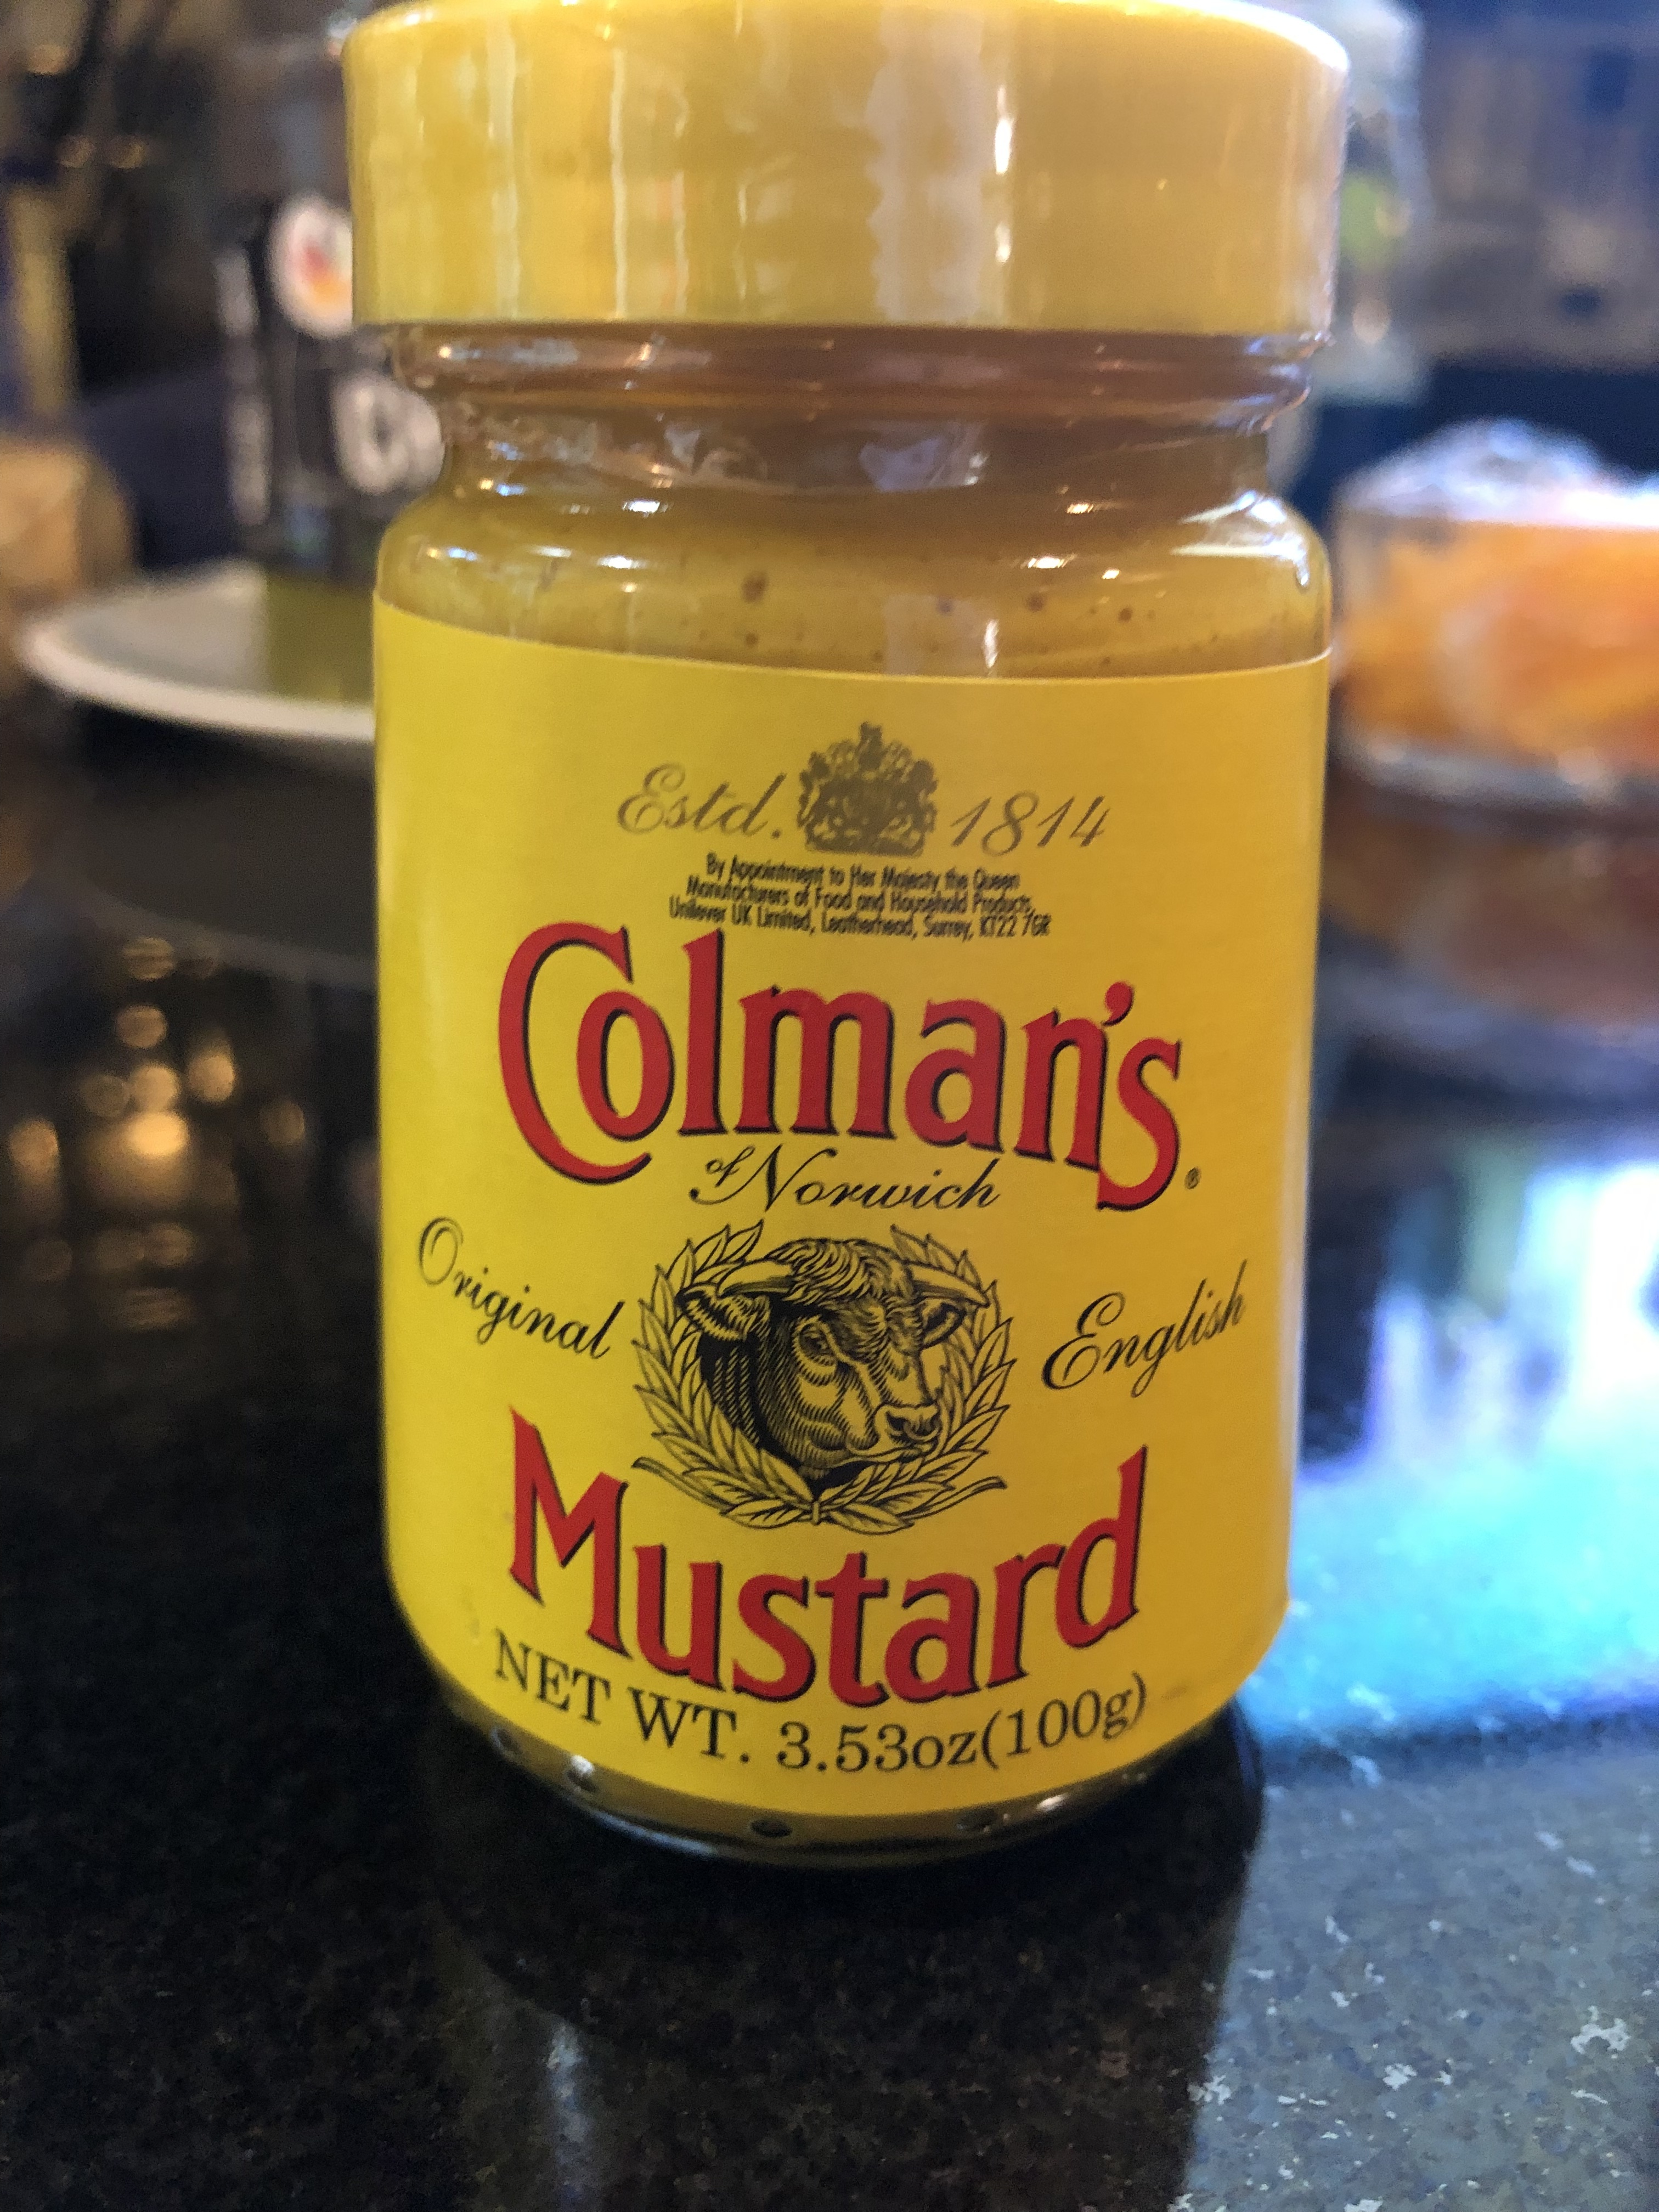 Estd. 1814
By Appointment to Her Majesty the Queen
Manufacturers of Food and Household Products,
Unilever UK Limited, Leatherhead, Surrey, KT22 7GR
Colman's®
of Norwich
Original English
Mustard
NET WT. 3.53oz(100g)